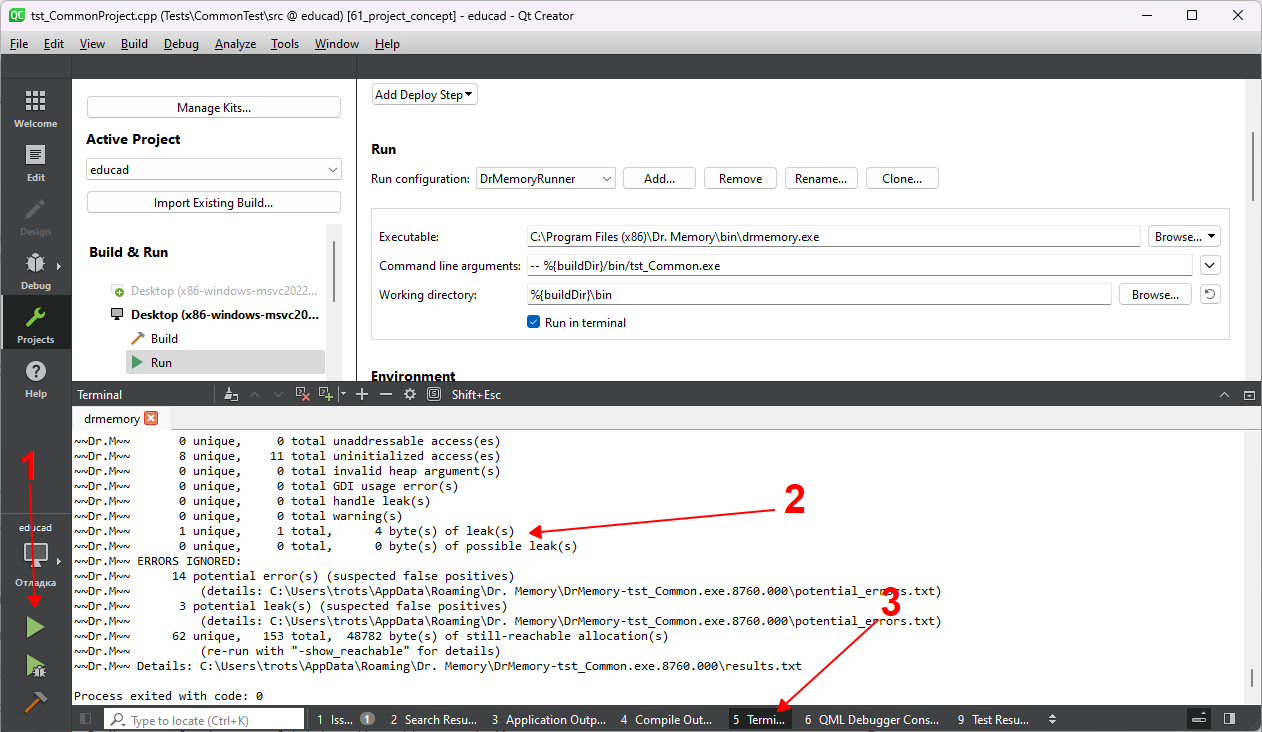 tst_CommonProject.cpp (Tests\CommonTest\src @ educad) [61_project_concept] - educad - Qt Creator
File Edit View Build Debug Analyze Tools Window Help
Welcome
Edit
Design
Debug
Projects
Help
1
educad
Отладка
Manage Kits...
Active Project
educad
Import Existing Build...
Build & Run
Desktop (x86-windows-msvc2022...
Desktop (x86-windows-msvc20...
Build
Run
Add Deploy Step
Run
Run configuration: DrMemoryRunner Add... Remove Rename... Clone...
Executable: C:\Program Files (x86)\Dr. Memory\bin\drmemory.exe Browse...
Command line arguments: -- %{buildDir}/bin/tst_Common.exe
Working directory: %{buildDir}\bin Browse...
Run in terminal
Environment
Terminal Shift+Esc
drmemory
~~Dr.M~~ 0 unique, 0 total unaddressable access(es)
~~Dr.M~~ 8 unique, 11 total uninitialized access(es)
~~Dr.M~~ 0 unique, 0 total invalid heap argument(s)
~~Dr.M~~ 0 unique, 0 total GDI usage error(s)
~~Dr.M~~ 0 unique, 0 total handle leak(s)
~~Dr.M~~ 0 unique, 0 total warning(s)
~~Dr.M~~ 1 unique, 1 total, 4 byte(s) of leak(s)
~~Dr.M~~ 0 unique, 0 total, 0 byte(s) of possible leak(s)
2
~~Dr.M~~ ERRORS IGNORED:
~~Dr.M~~ 14 potential error(s) (suspected false positives)
~~Dr.M~~ (details: C:\Users\trots\AppData\Roaming\Dr. Memory\DrMemory-tst_Common.exe.8760.000\potential_errors.txt)
~~Dr.M~~ 3 potential leak(s) (suspected false positives)
~~Dr.M~~ (details: C:\Users\trots\AppData\Roaming\Dr. Memory\DrMemory-tst_Common.exe.8760.000\potential_errors.txt)
3
~~Dr.M~~ 62 unique, 153 total, 48782 byte(s) of still-reachable allocation(s)
~~Dr.M~~ (re-run with "-show_reachable" for details)
~~Dr.M~~ Details: C:\Users\trots\AppData\Roaming\Dr. Memory\DrMemory-tst_Common.exe.8760.000\results.txt
Process exited with code: 0
Type to locate (Ctrl+K) 1 Iss... 1 2 Search Resu... 3 Application Outp... 4 Compile Out... 5 Termi... 6 QML Debugger Cons... 9 Test Resu...